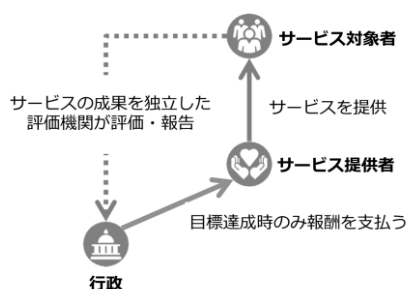 サービス対象者
サービスの成果を独立した
評価機関が評価・報告
サービスを提供
サービス提供者
目標達成時のみ報酬を支払う
行政